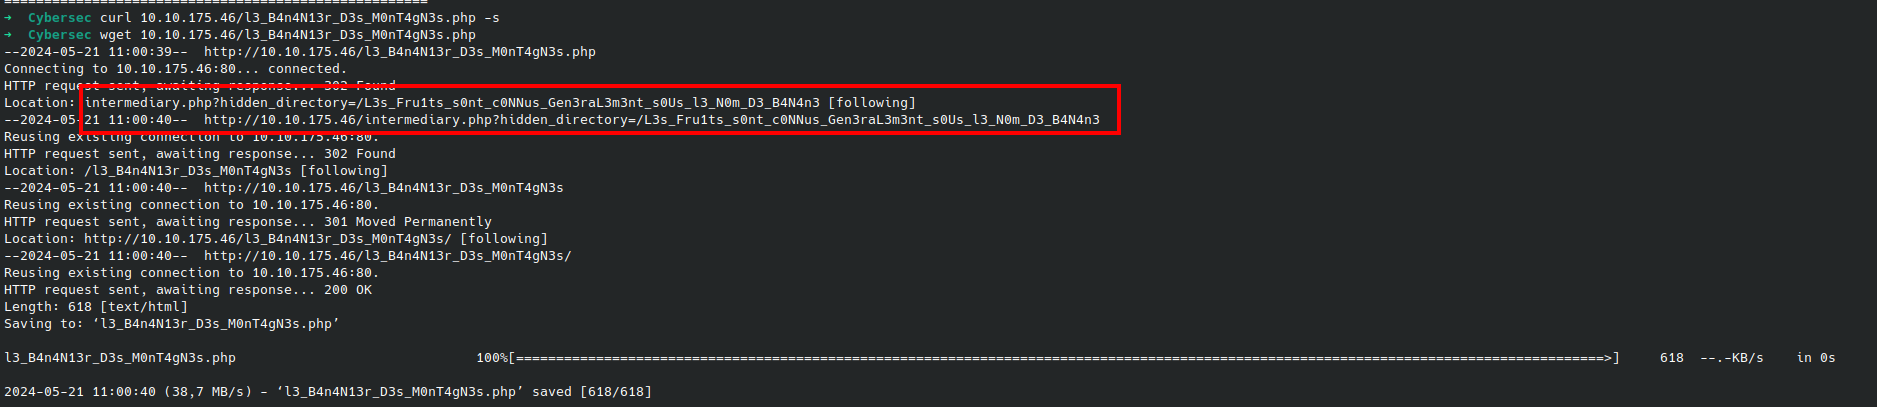 ➜ Cybersec curl 10.10.175.46/l3_B4n4N13r_D3s_M0nT4gN3s.php -s
➜ Cybersec wget 10.10.175.46/l3_B4n4N13r_D3s_M0nT4gN3s.php
--2024-05-21 11:00:39--  http://10.10.175.46/l3_B4n4N13r_D3s_M0nT4gN3s.php
Connecting to 10.10.175.46:80... connected.
HTTP request sent, awaiting response... 302 Found
Location: intermediary.php?hidden_directory=/L3s_Fru1ts_s0nt_c0NNus_Gen3raL3m3nt_s0Us_l3_N0m_D3_B4N4n3 [following]
--2024-05-21 11:00:40--  http://10.10.175.46/intermediary.php?hidden_directory=/L3s_Fru1ts_s0nt_c0NNus_Gen3raL3m3nt_s0Us_l3_N0m_D3_B4N4n3
Reusing existing connection to 10.10.175.46:80.
HTTP request sent, awaiting response... 302 Found
Location: /l3_B4n4N13r_D3s_M0nT4gN3s [following]
--2024-05-21 11:00:40--  http://10.10.175.46/l3_B4n4N13r_D3s_M0nT4gN3s
Reusing existing connection to 10.10.175.46:80.
HTTP request sent, awaiting response... 301 Moved Permanently
Location: http://10.10.175.46/l3_B4n4N13r_D3s_M0nT4gN3s/ [following]
--2024-05-21 11:00:40--  http://10.10.175.46/l3_B4n4N13r_D3s_M0nT4gN3s/
Reusing existing connection to 10.10.175.46:80.
HTTP request sent, awaiting response... 200 OK
Length: 618 [text/html]
Saving to: ‘l3_B4n4N13r_D3s_M0nT4gN3s.php’
l3_B4n4N13r_D3s_M0nT4gN3s.php 100%[=======================================================================================================================================>] 618 --.-KB/s in 0s
2024-05-21 11:00:40 (38,7 MB/s) - ‘l3_B4n4N13r_D3s_M0nT4gN3s.php’ saved [618/618]